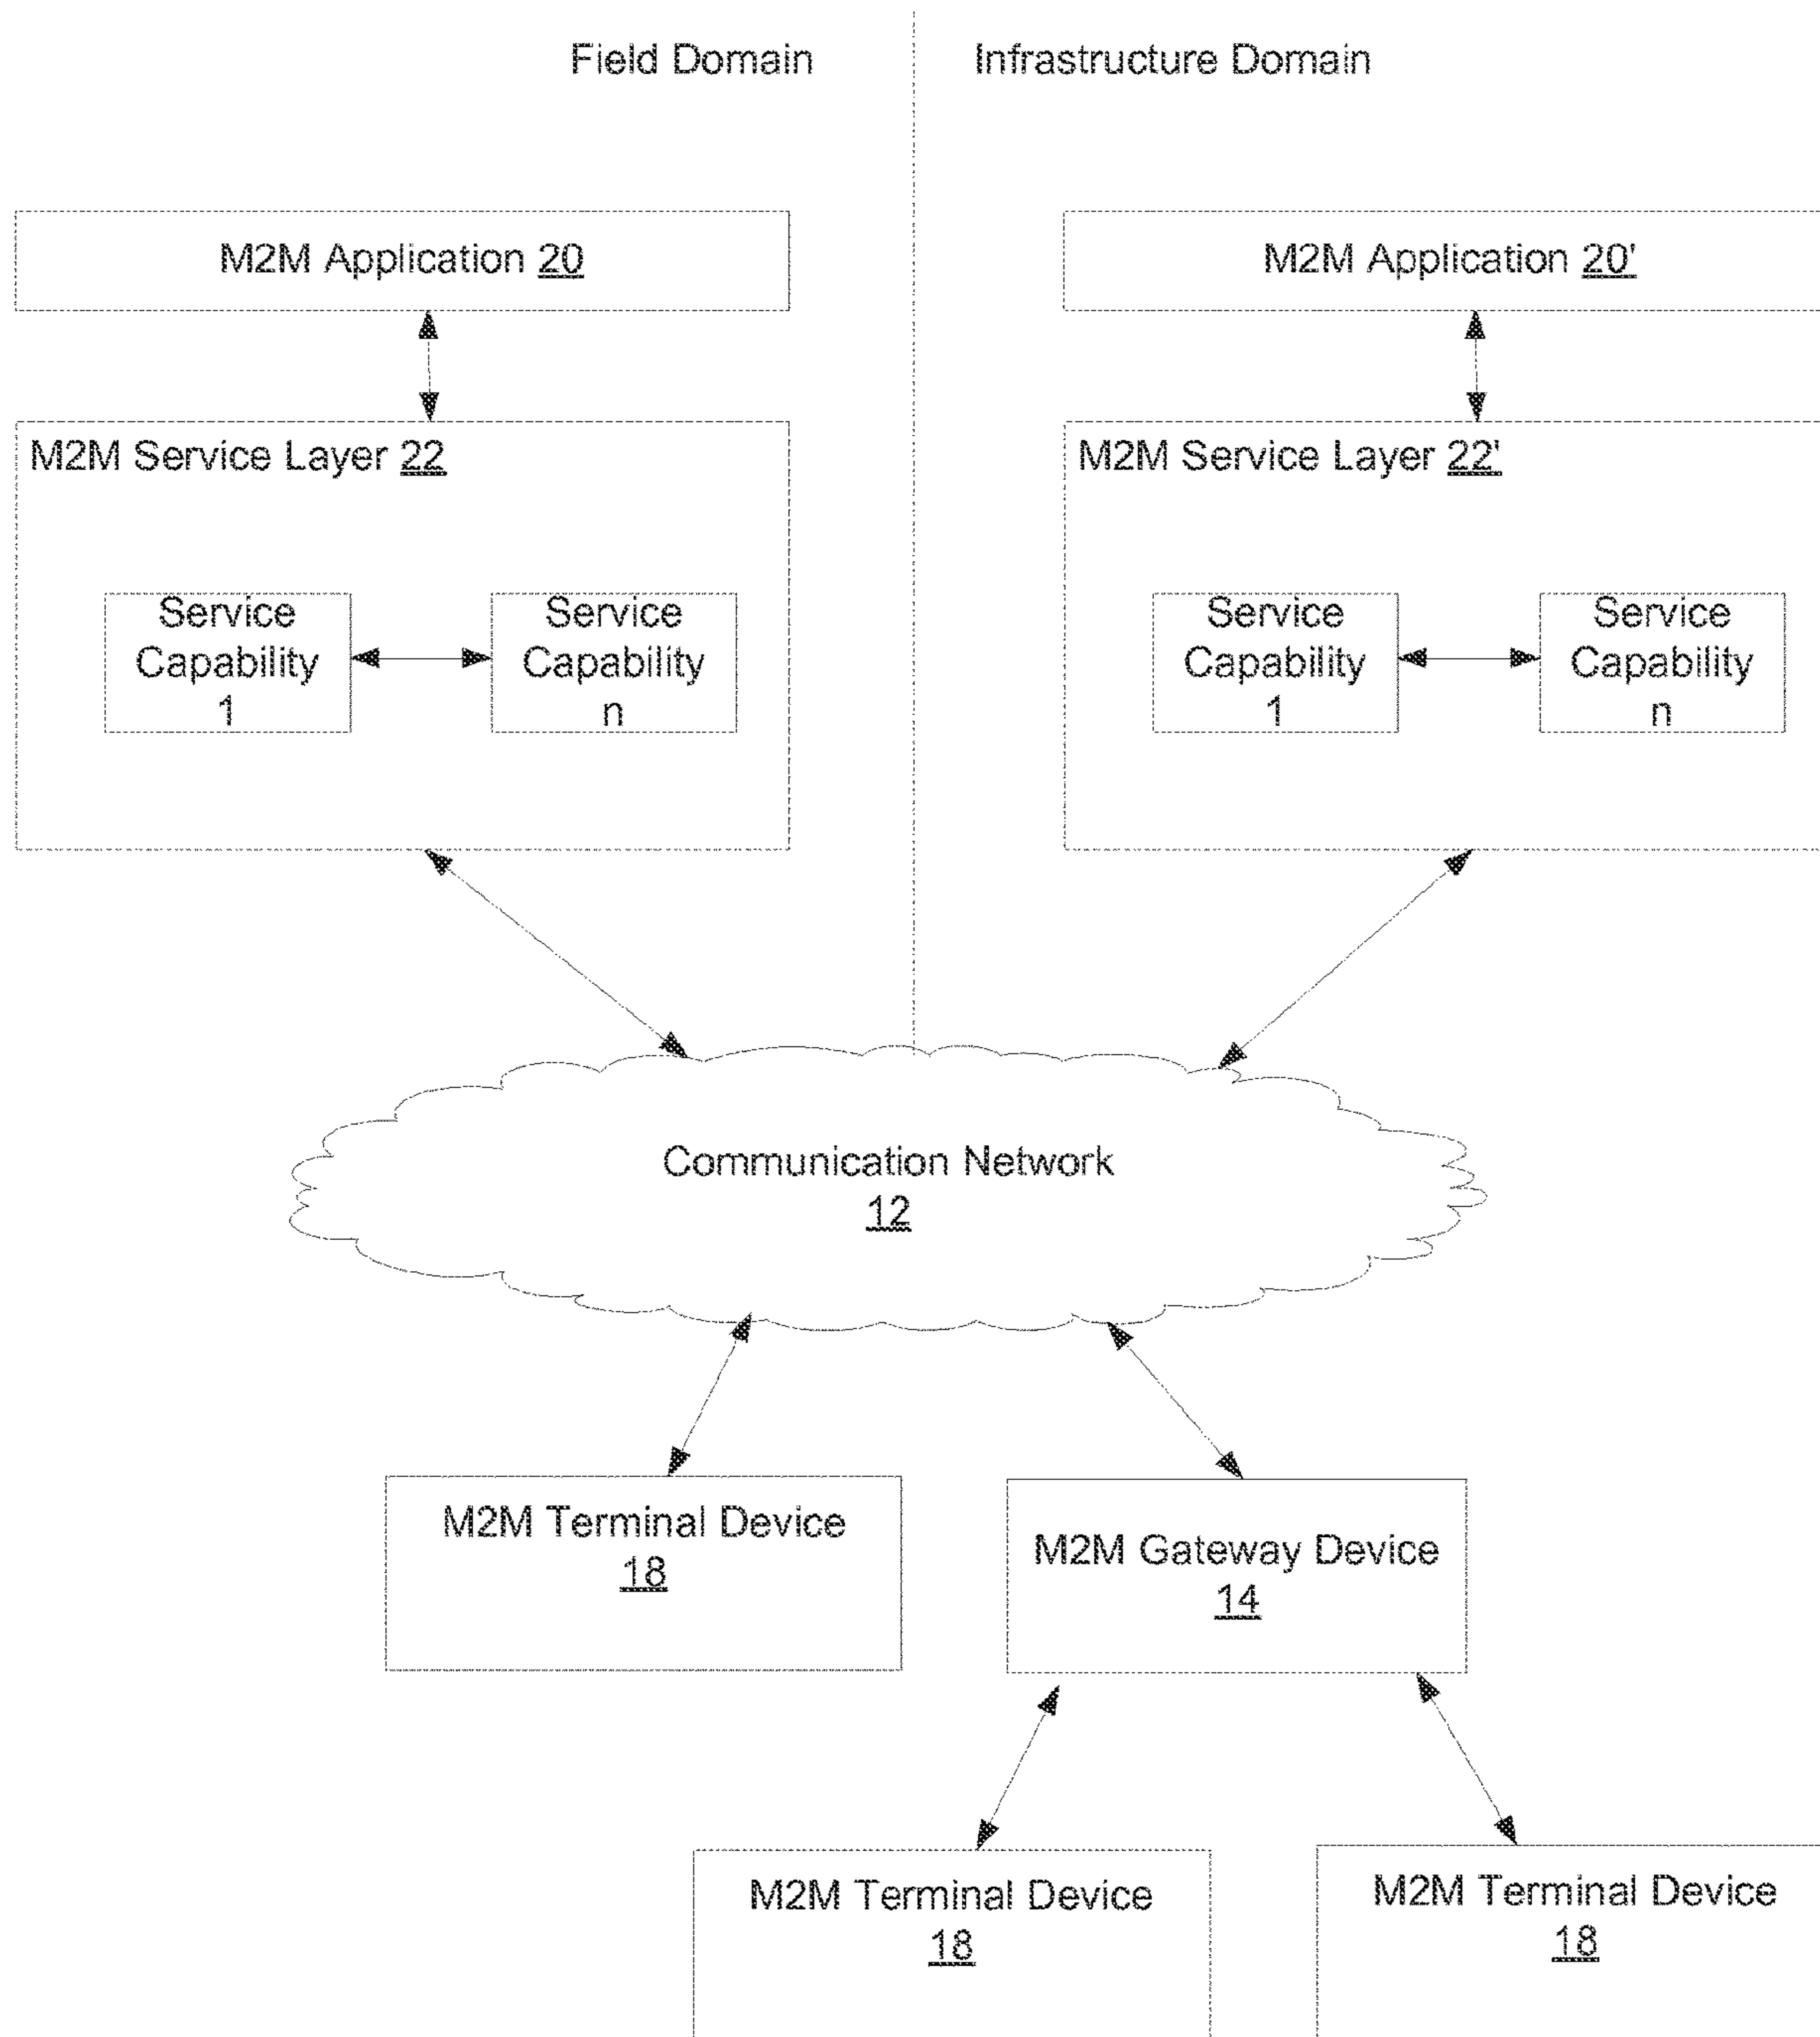 Field Domain
Infrastructure Domain
M2M Application 20
M2M Application 20'
M2M Service Layer 22
M2M Service Layer 22'
Service
Capability
1
Service
Capability
n
Service
Capability
1
Service
Capability
n
Communication Network
12
M2M Terminal Device
18
M2M Gateway Device
14
M2M Terminal Device
18
M2M Terminal Device
18